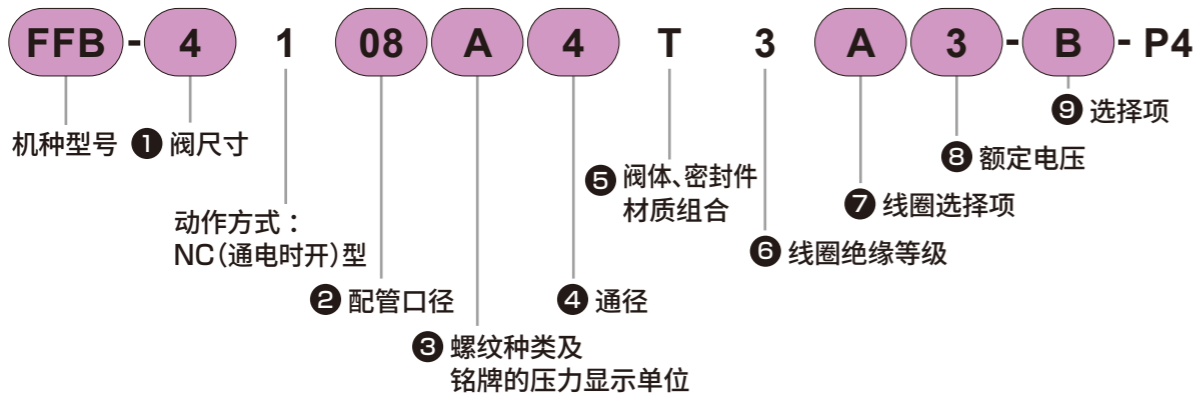 FFB - 4 1 08 A 4 T 3 A 3 - B - P4
机种型号
❶ 阀尺寸
动作方式：
NC（通电时开）型
❷ 配管口径
❸ 螺纹种类及
铭牌的压力显示单位
❹ 通径
❺ 阀体、密封件
材质组合
❻ 线圈绝缘等级
❼ 线圈选择项
❽ 额定电压
❾ 选择项